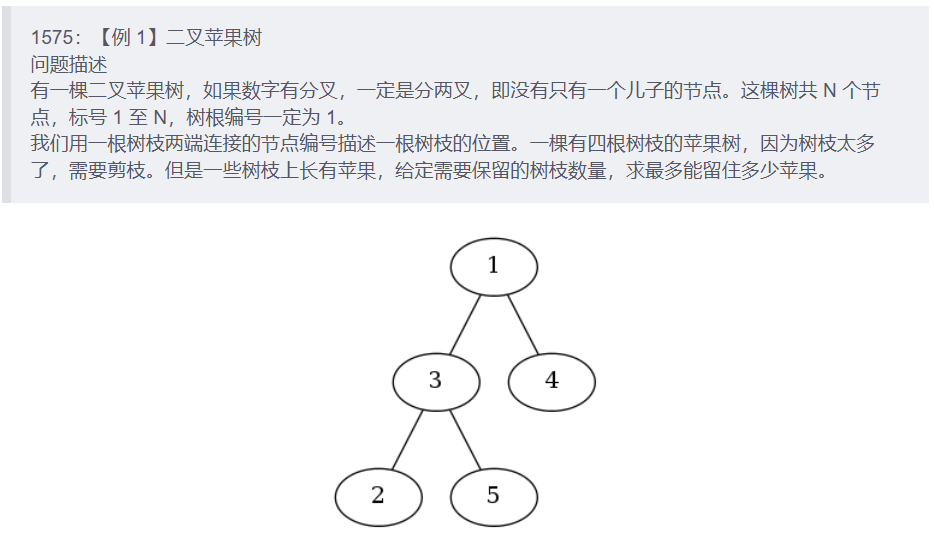 1575：【例 1】二叉苹果树
问题描述
有一棵二叉苹果树，如果数字有分叉，一定是分两叉，即没有只有一个儿子的节点。这棵树共 N 个节
点，标号 1 至 N，树根编号一定为 1。
我们用一根树枝两端连接的节点编号描述一根树枝的位置。一棵有四根树枝的苹果树，因为树枝太多
了，需要剪枝。但是一些树枝上长有苹果，给定需要保留的树枝数量，求最多能留住多少苹果。
1
3 4
2 5